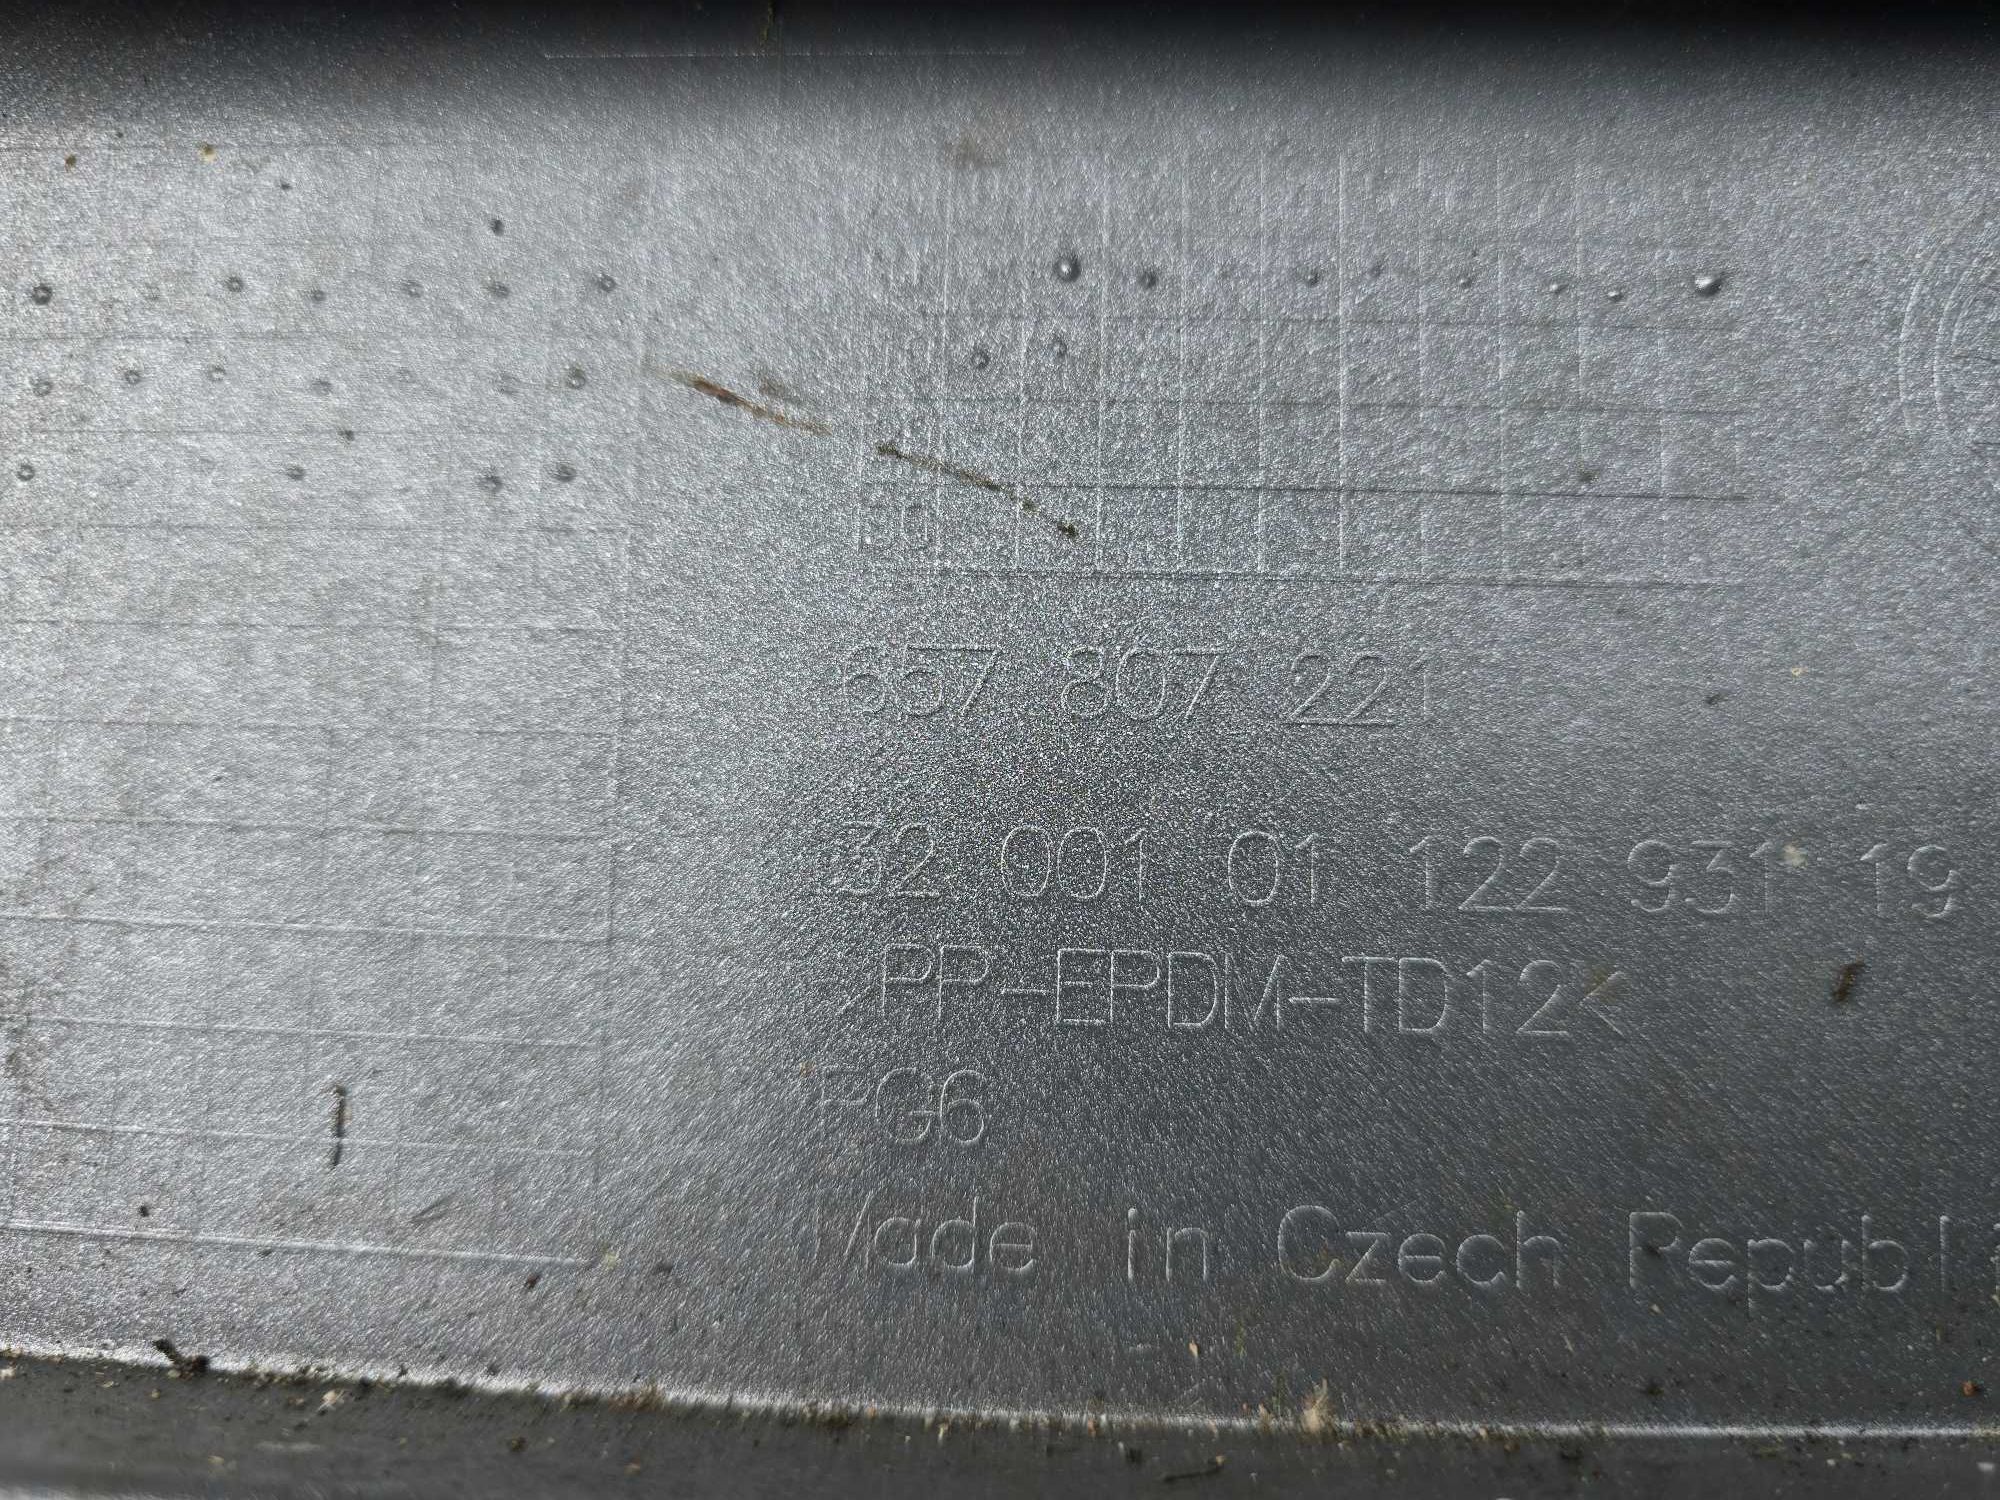 657 807 221
32 001 01 122 931 19
>PP-EPDM-TD12<
PG6
Made in Czech